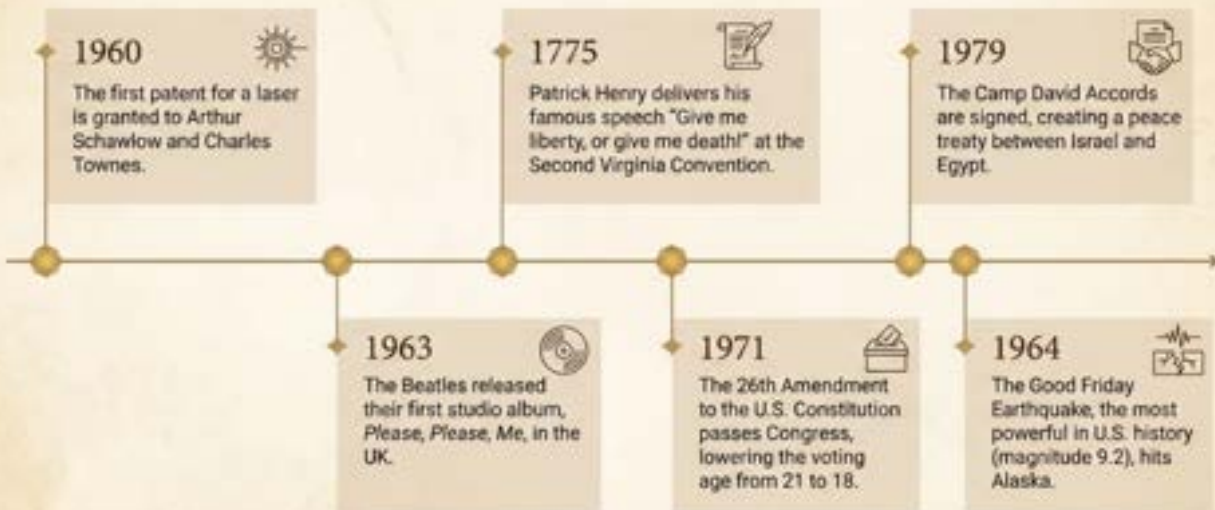 1960
The first patent for a laser
is granted to Arthur
Schawlow and Charles
Townes.
1775
Patrick Henry delivers his
famous speech "Give me
liberty, or give me death!" at the
Second Virginia Convention.
1979
The Camp David Accords
are signed, creating a peace
treaty between Israel and
Egypt.
1963
The Beatles released
their first studio album,
Please, Please, Me, in the
UK.
1971
The 26th Amendment
to the U.S. Constitution
passes Congress,
lowering the voting
age from 21 to 18.
1964
The Good Friday
Earthquake, the most
powerful in U.S. history
(magnitude 9.2), hits
Alaska.